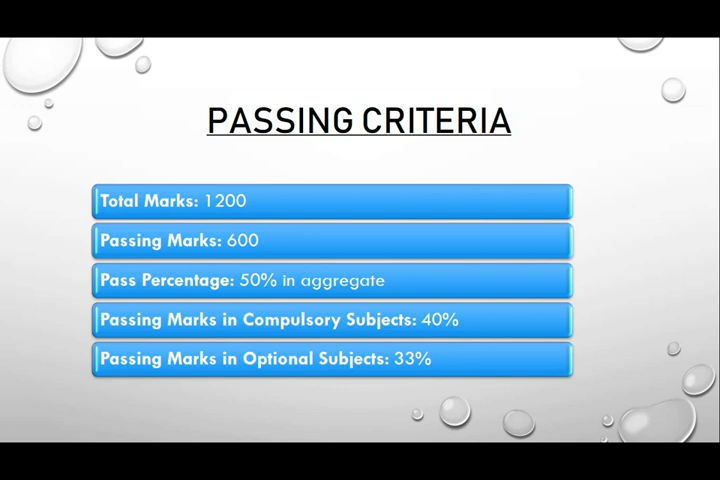 PASSING CRITERIA
Total Marks: 1200
Passing Marks: 600
Pass Percentage: 50% in aggregate
Passing Marks in Compulsory Subjects: 40%
Passing Marks in Optional Subjects: 33%